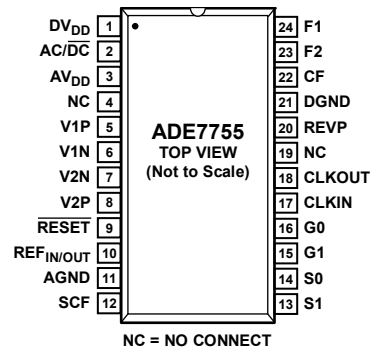 DVDD 1
AC/DC 2
AVDD 3
NC 4
V1P 5
V1N 6
V2N 7
V2P 8
RESET 9
REFIN/OUT 10
AGND 11
SCF 12
ADE7755
TOP VIEW
(Not to Scale)
24 F1
23 F2
22 CF
21 DGND
20 REVP
19 NC
18 CLKOUT
17 CLKIN
16 G0
15 G1
14 S0
13 S1
NC = NO CONNECT